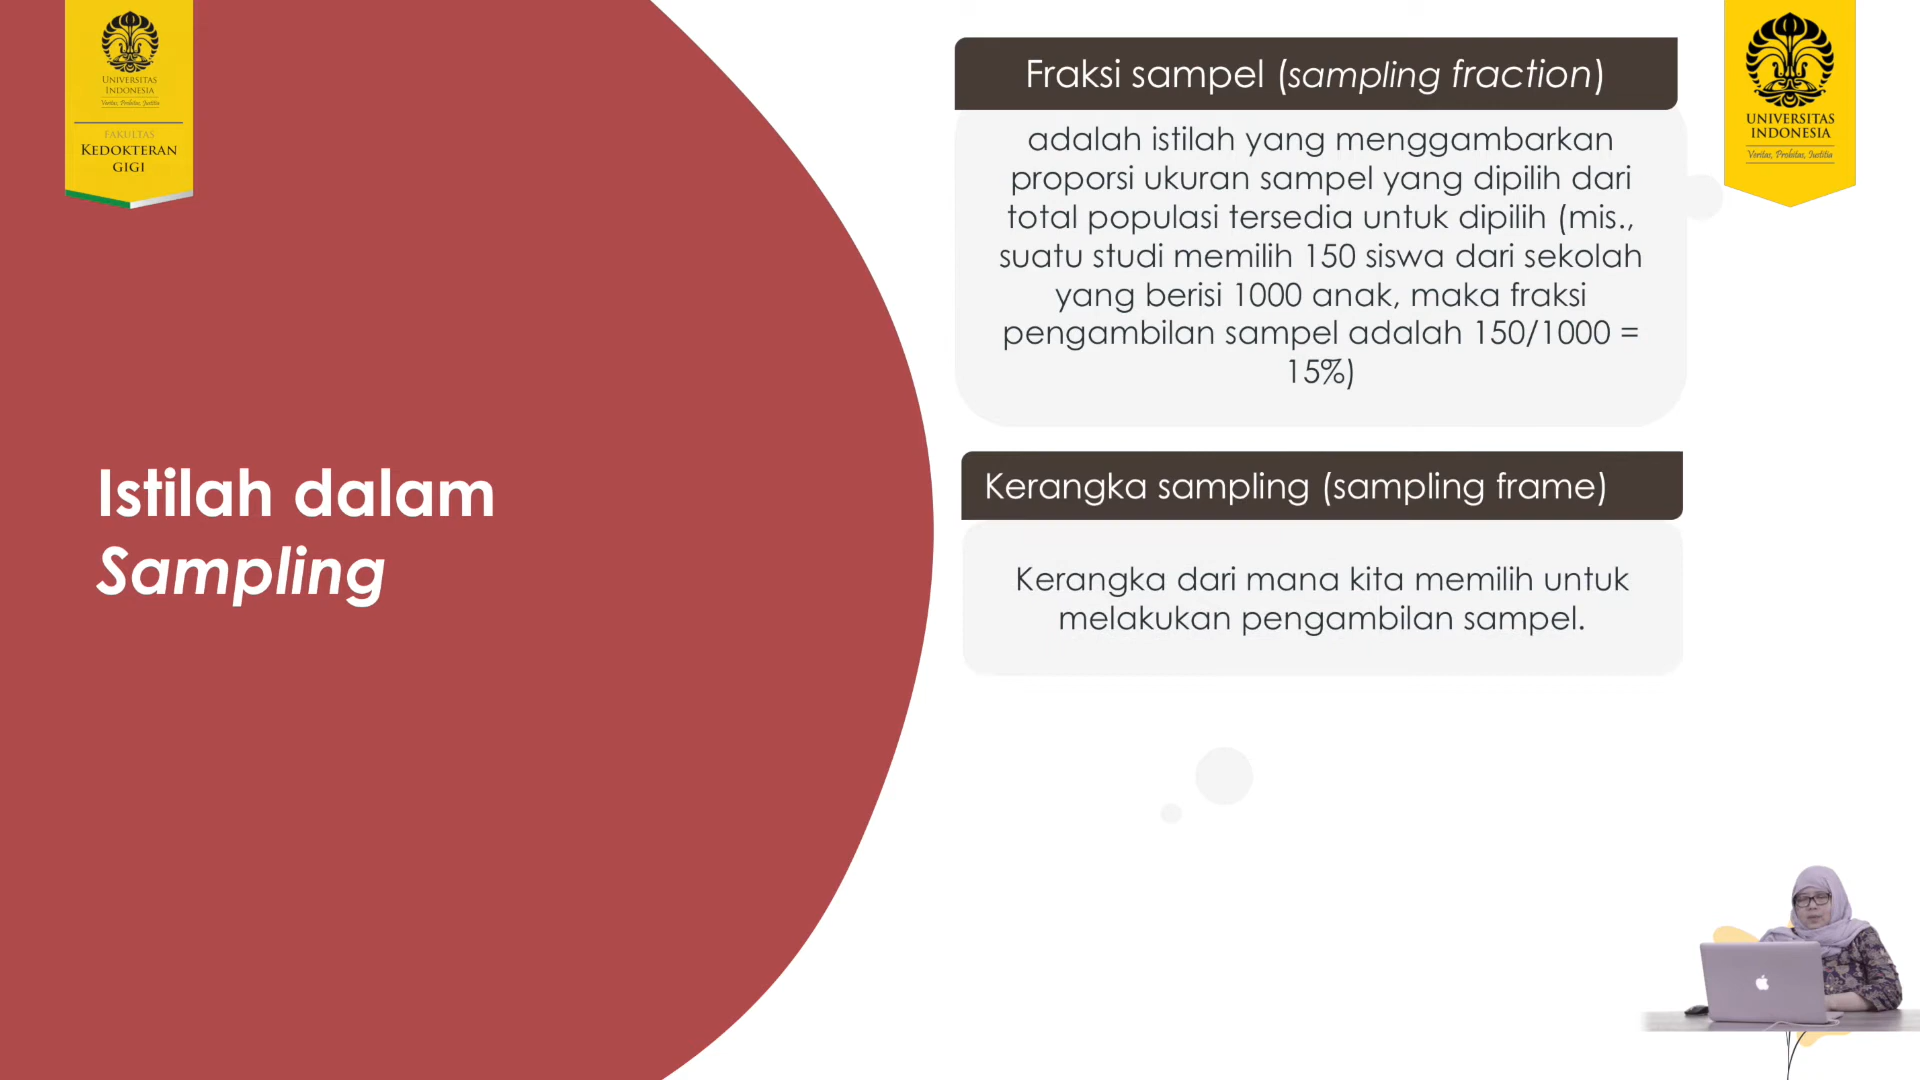 UNIVERSITAS
INDONESIA
Veritas, Probitas, Justitia
FAKULTAS
KEDOKTERAN
GIGI
Istilah dalam
Sampling
Fraksi sampel (sampling fraction)
adalah istilah yang menggambarkan
proporsi ukuran sampel yang dipilih dari
total populasi tersedia untuk dipilih (mis.,
suatu studi memilih 150 siswa dari sekolah
yang berisi 1000 anak, maka fraksi
pengambilan sampel adalah 150/1000 =
15%)
Kerangka sampling (sampling frame)
Kerangka dari mana kita memilih untuk
melakukan pengambilan sampel.
UNIVERSITAS
INDONESIA
Veritas, Probitas, Justitia